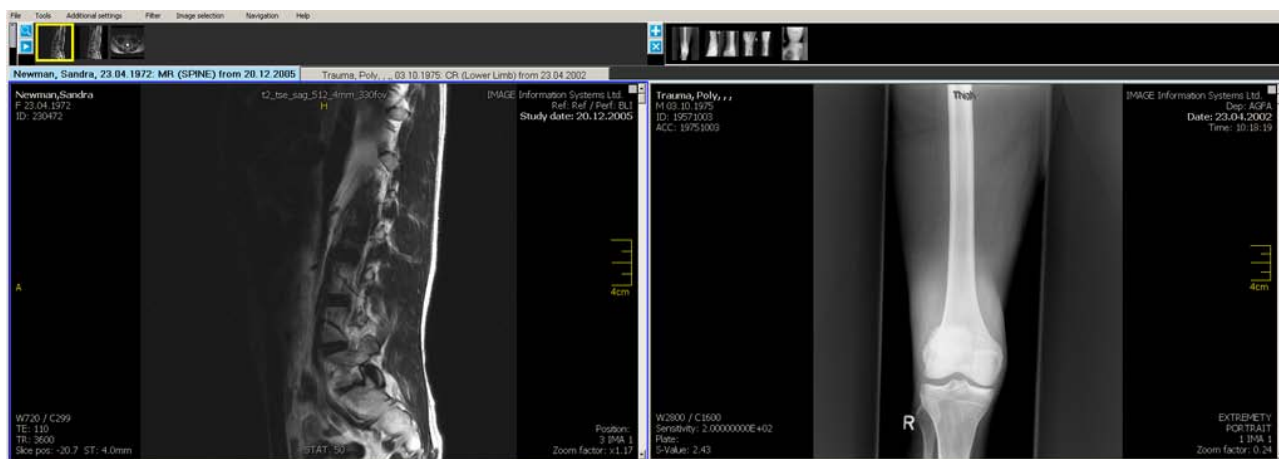 File Tools Additional settings Filter Image selection Navigation Help
Newman, Sandra, 23.04.1972: MR (SPINE) from 20.12.2005
Trauma, Poly, , , 03.10.1975: CR (Lower Limb) from 23.04.2002
Newman,Sandra
F 23.04.1972
ID: 230472
t2_tse_sag_512_4mm_330fov
H
IMAGE Information Systems Ltd.
Ref: Ref / Perf: BLI
Study date: 20.12.2005
A
4cm
W720 / C299
TE: 110
TR: 3600
Slice pos: -20.7 ST: 4.0mm
STAT 50
Position:
3 IMA 1
Zoom factor: x1.17
Trauma, Poly, , ,
M 03.10.1975
ID: 19571003
ACC: 19751003
Thigh
IMAGE Information Systems Ltd.
Dep: AGFA
Date: 23.04.2002
Time: 10:18:19
4cm
R
W2800 / C1600
Sensitivity: 2.00000000E+02
Plate:
S-Value: 2.43
EXTREMETY
PORTRAIT
1 IMA 1
Zoom factor: 0.24